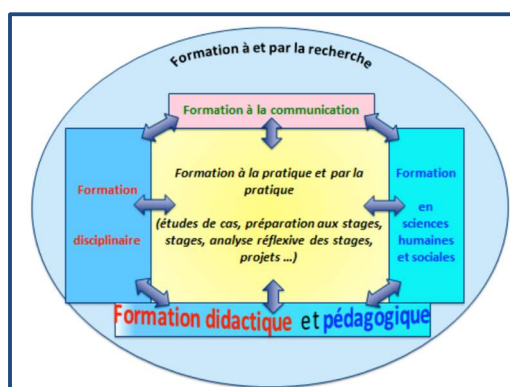 Formation à et par la recherche
Formation à la communication
Formation
disciplinaire
Formation à la pratique et par la
pratique
(études de cas, préparation aux stages,
stages, analyse réflexive des stages,
projets ...)
Formation
en
sciences
humaines
et sociales
Formation didactique et pédagogique